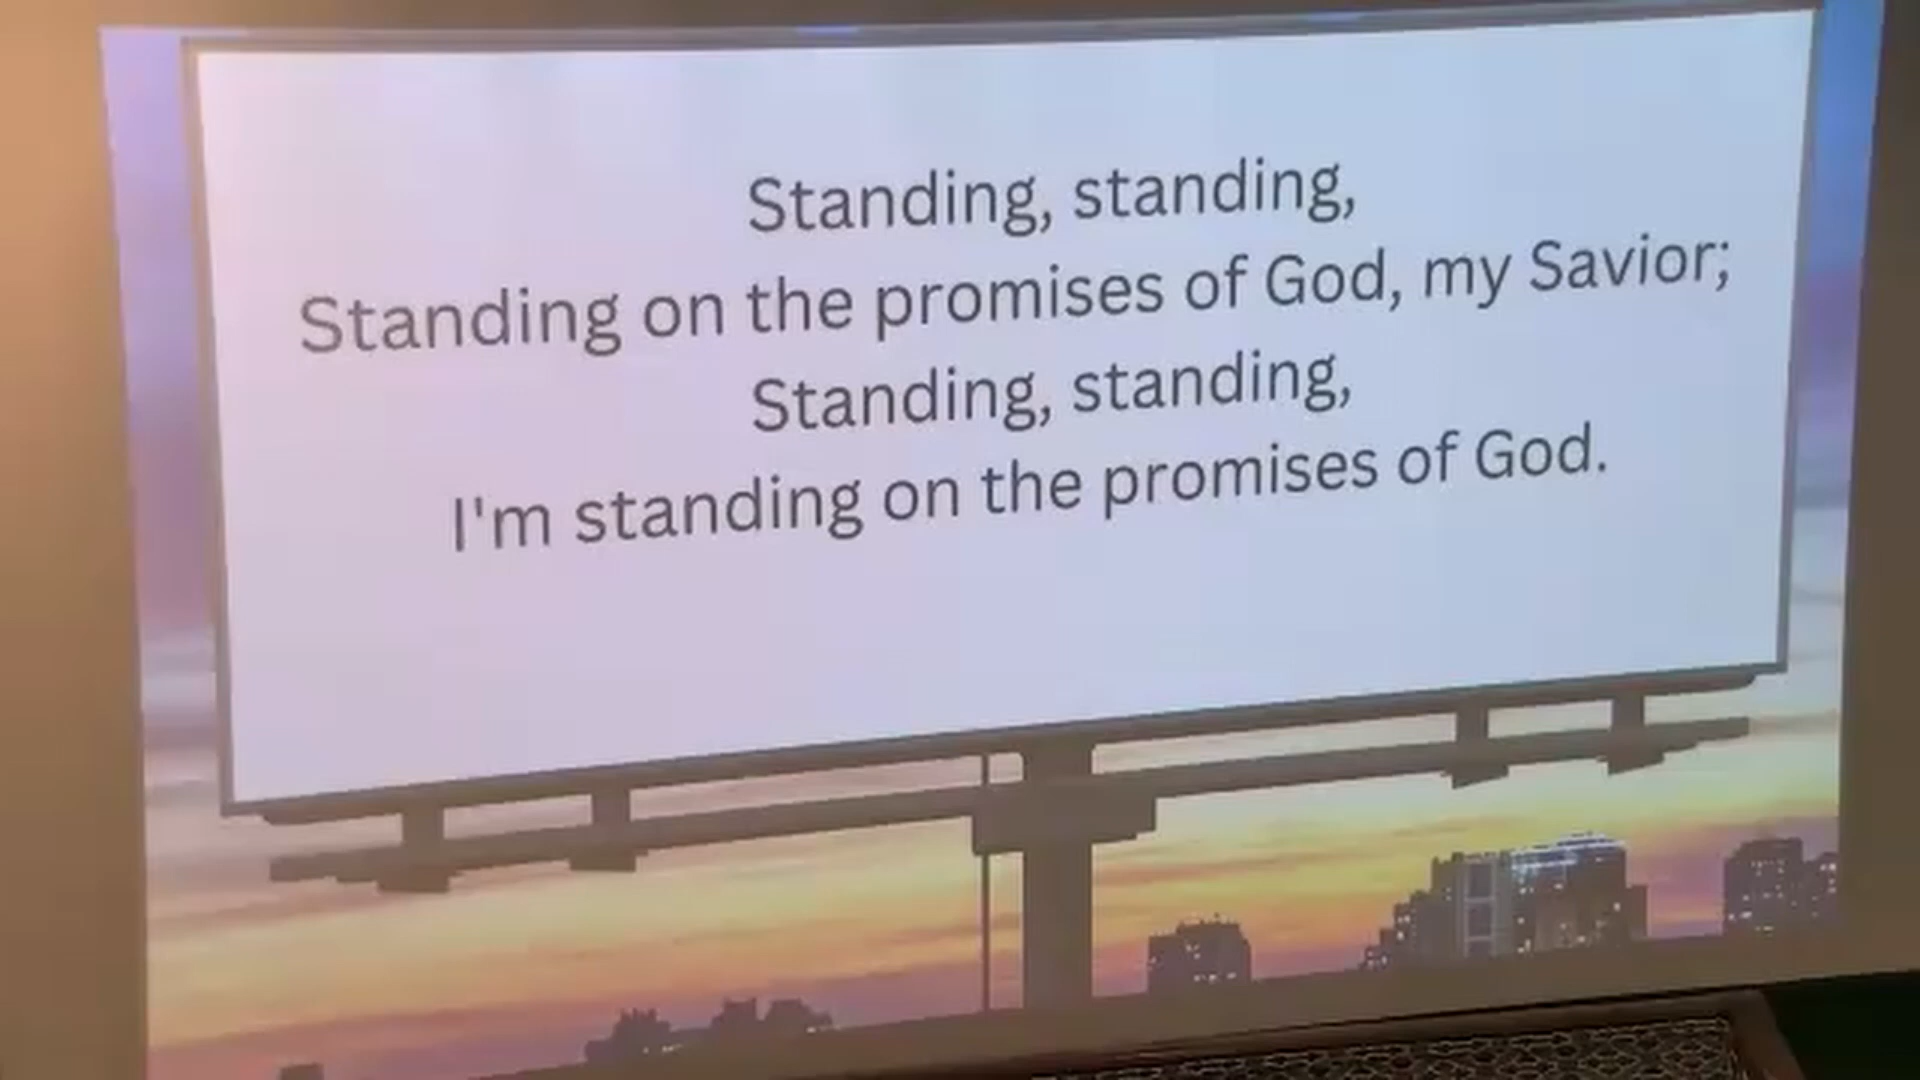 Standing, standing,
Standing on the promises of God, my Savior;
Standing, standing,
I'm standing on the promises of God.